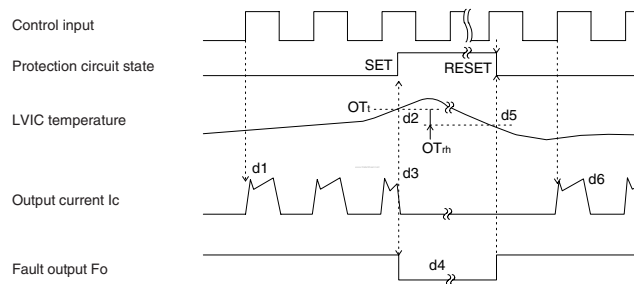 Control input
Protection circuit state
SET
RESET
LVIC temperature
OTt
d2
d5
OTrh
Output current Ic
d1
d3
d6
Fault output Fo
d4